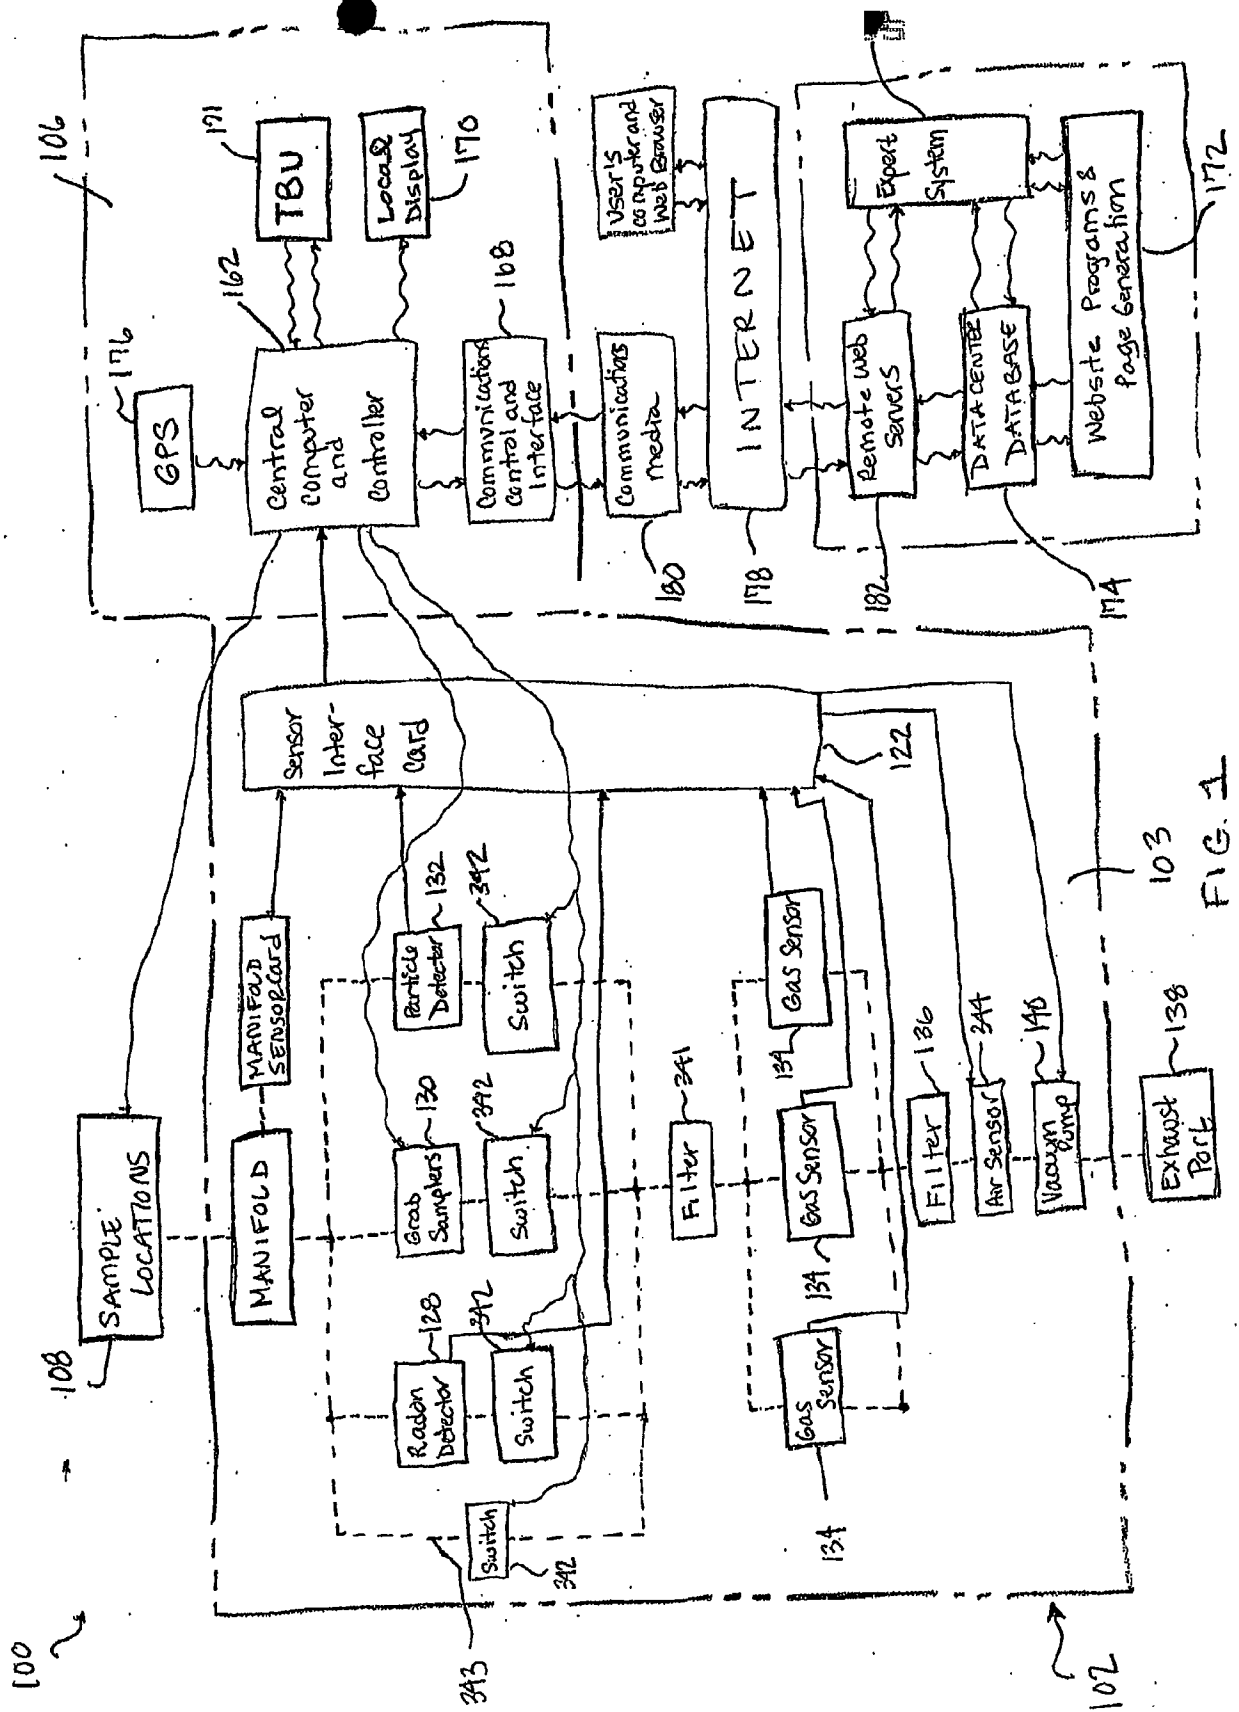 100
108
SAMPLE
LOCATIONS
106
176
GPS
162
Central
Computer
and
Controller
171
TBU
Local
Display
170
168
Communications
Control and
Interface
Communications
Media
180
User's
computer and
Web Browser
INTERNET
178
Remote Web
Servers
182
DATACENTER
DATABASE
174
Expert
System
Website Programs &
Page Generation
172
MANIFOLD
MANIFOLD
SENSOR Card
Sensor
Inter-
face
Card
122
Radon
Detector
128
342
Switch
Grab
Samplers
130
342
Switch
Particle
Detector
132
342
Switch
Switch
342
343
Filter
341
Gas
Sensor
134
Gas Sensor
134
Gas Sensor
134
Filter
136
Air Sensor
344
Vacuum
Pump
140
Exhaust
Port
138
102
103
FIG. 1